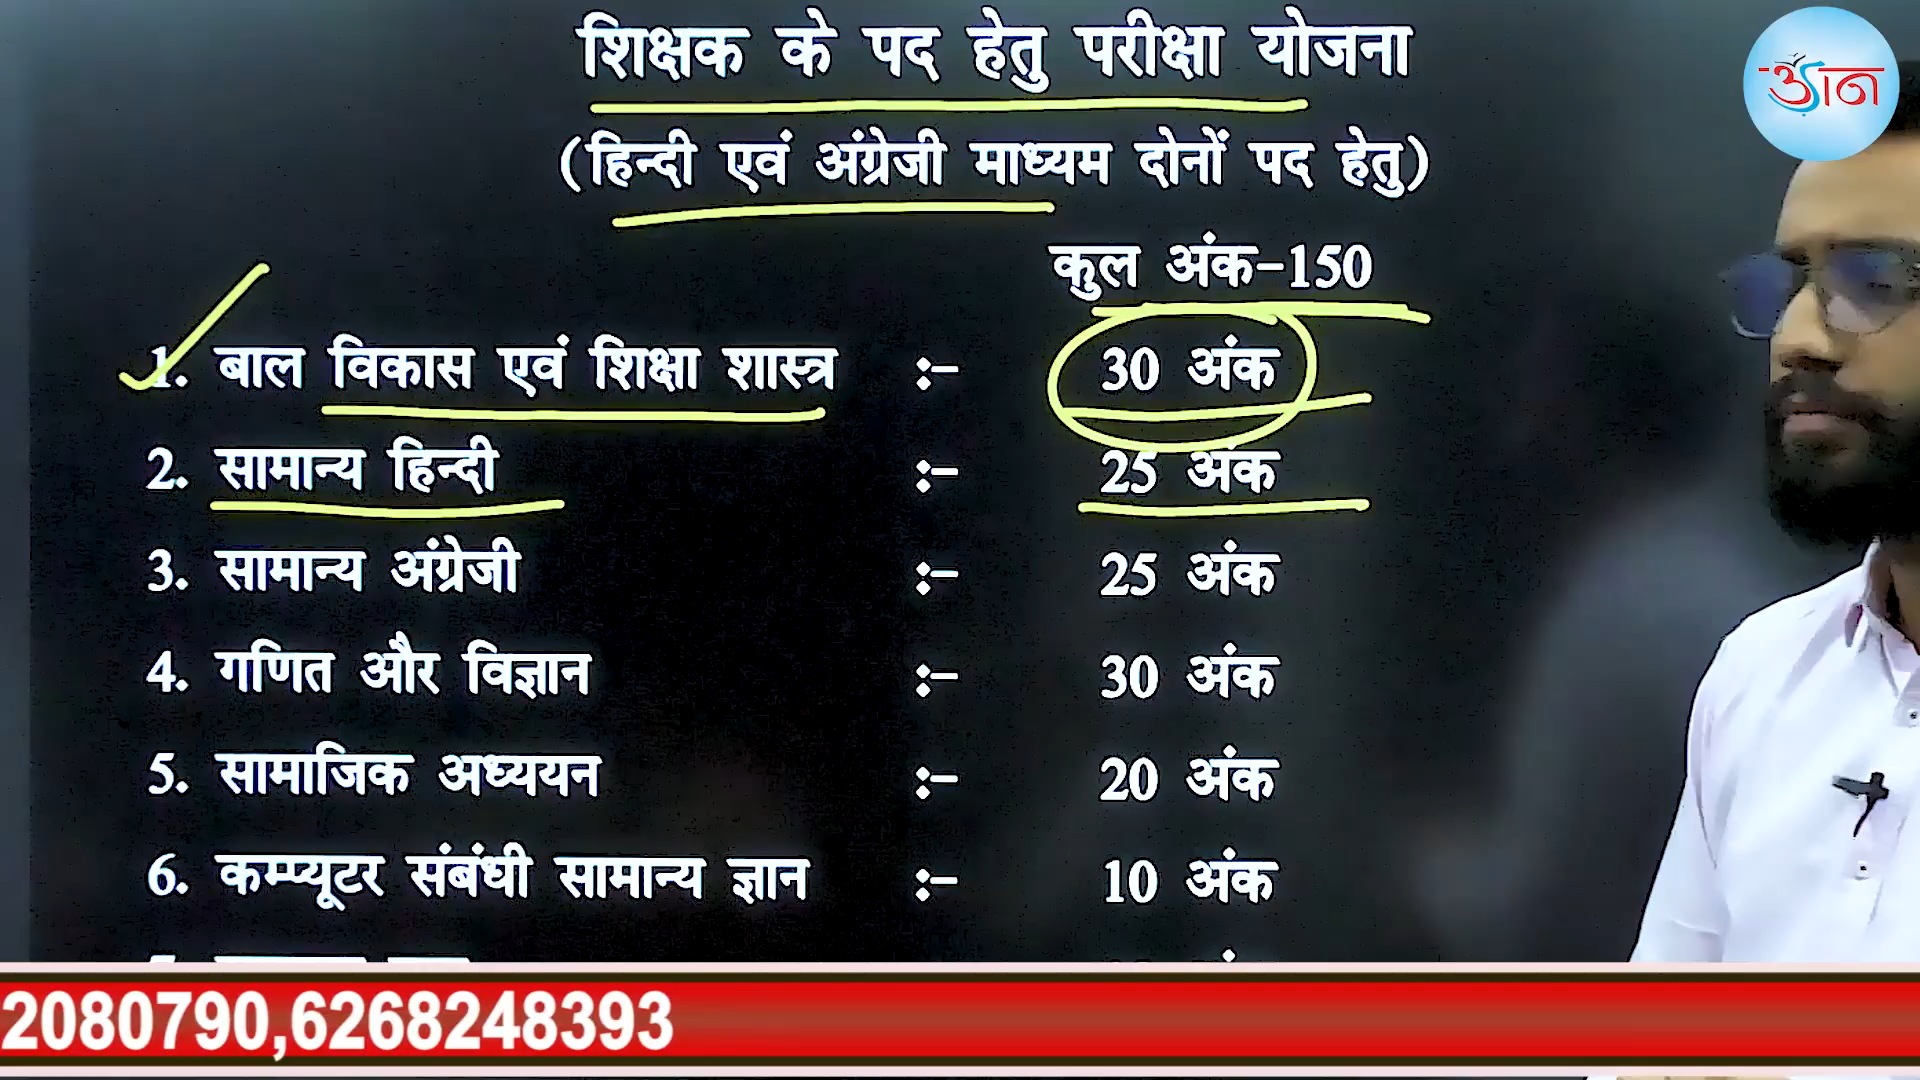 शिक्षक के पद हेतु परीक्षा योजना
(हिन्दी एवं अंग्रेजी माध्यम दोनों पद हेतु)
कुल अंक-150
1. बाल विकास एवं शिक्षा शास्त्र :- 30 अंक
2. सामान्य हिन्दी :- 25 अंक
3. सामान्य अंग्रेजी :- 25 अंक
4. गणित और विज्ञान :- 30 अंक
5. सामाजिक अध्ययन :- 20 अंक
6. कम्प्यूटर संबंधी सामान्य ज्ञान :- 10 अंक
2080790,6268248393